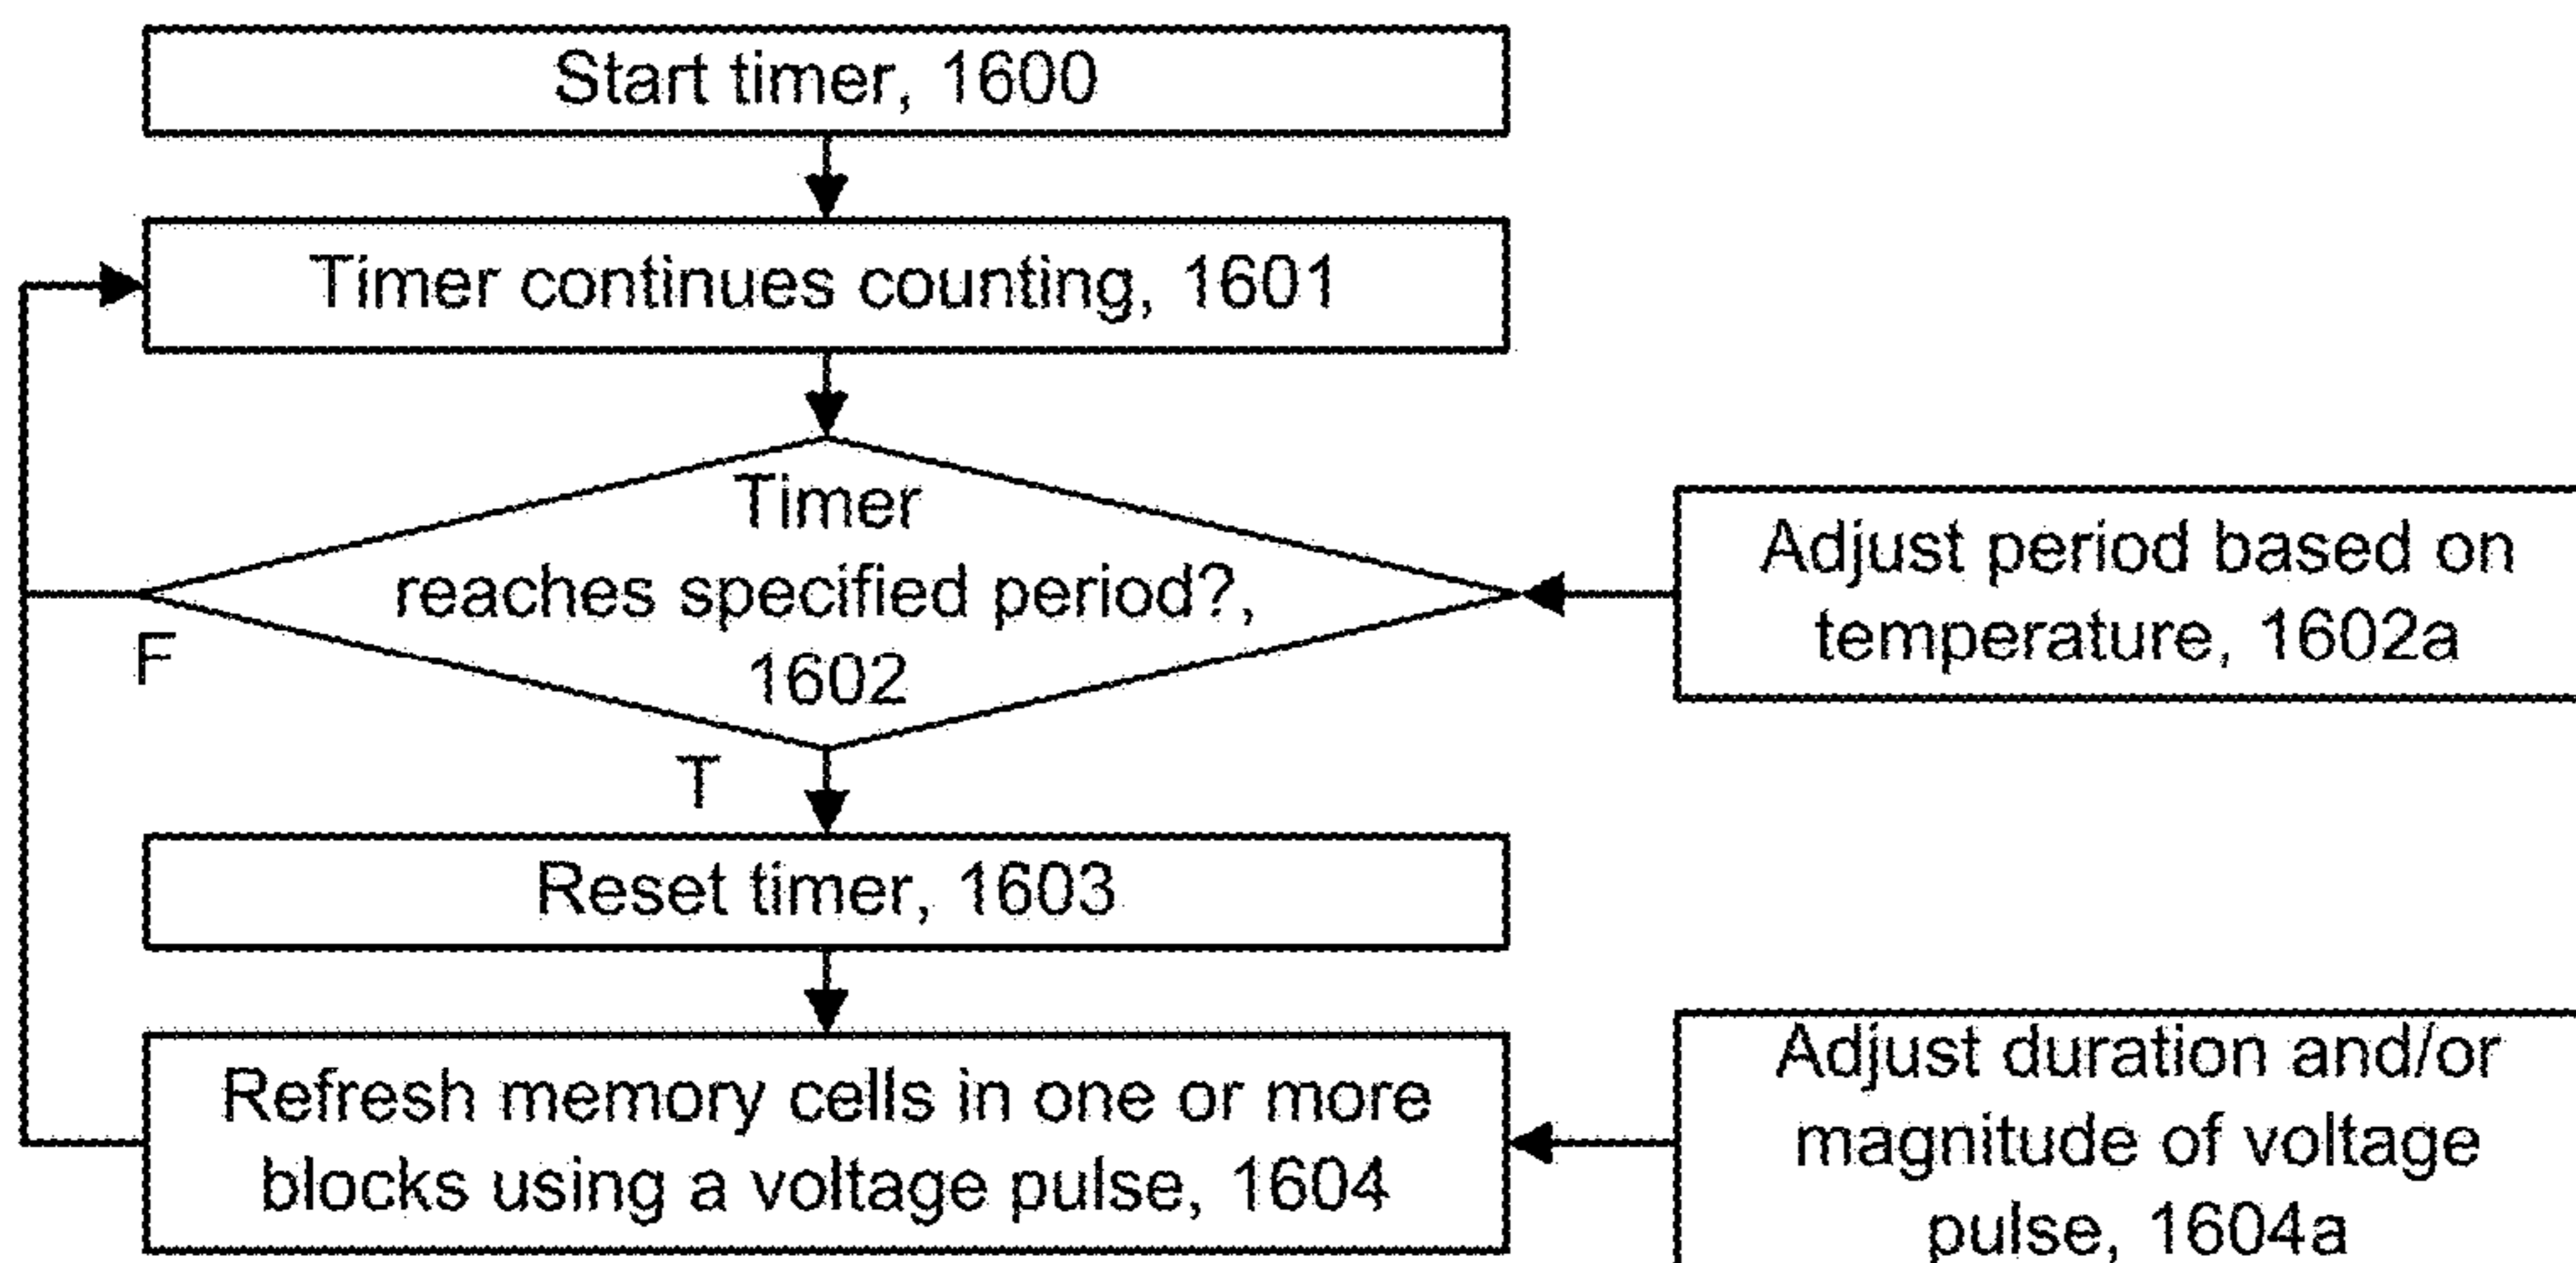 Start timer, 1600
Timer continues counting, 1601
Timer
reaches specified period?,
1602
F
T
Adjust period based on
temperature, 1602a
Reset timer, 1603
Refresh memory cells in one or more
blocks using a voltage pulse, 1604
Adjust duration and/or
magnitude of voltage
pulse, 1604a